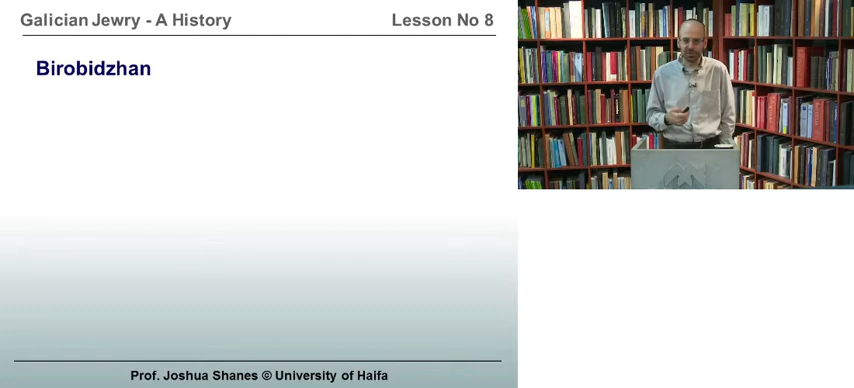 Galician Jewry - A History
Lesson No 8
Birobidzhan
Prof. Joshua Shanes © University of Haifa